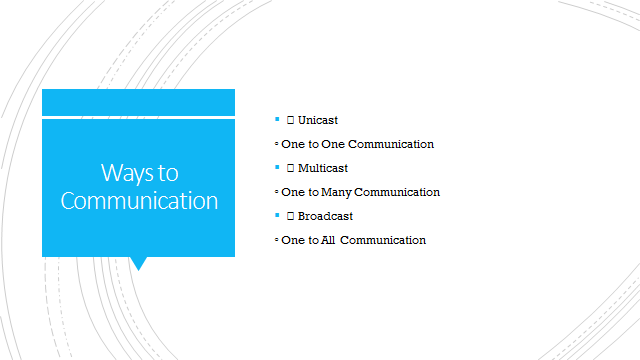 Ways to
Communication
▪ □ Unicast
◦ One to One Communication
▪ □ Multicast
◦ One to Many Communication
▪ □ Broadcast
◦ One to All Communication